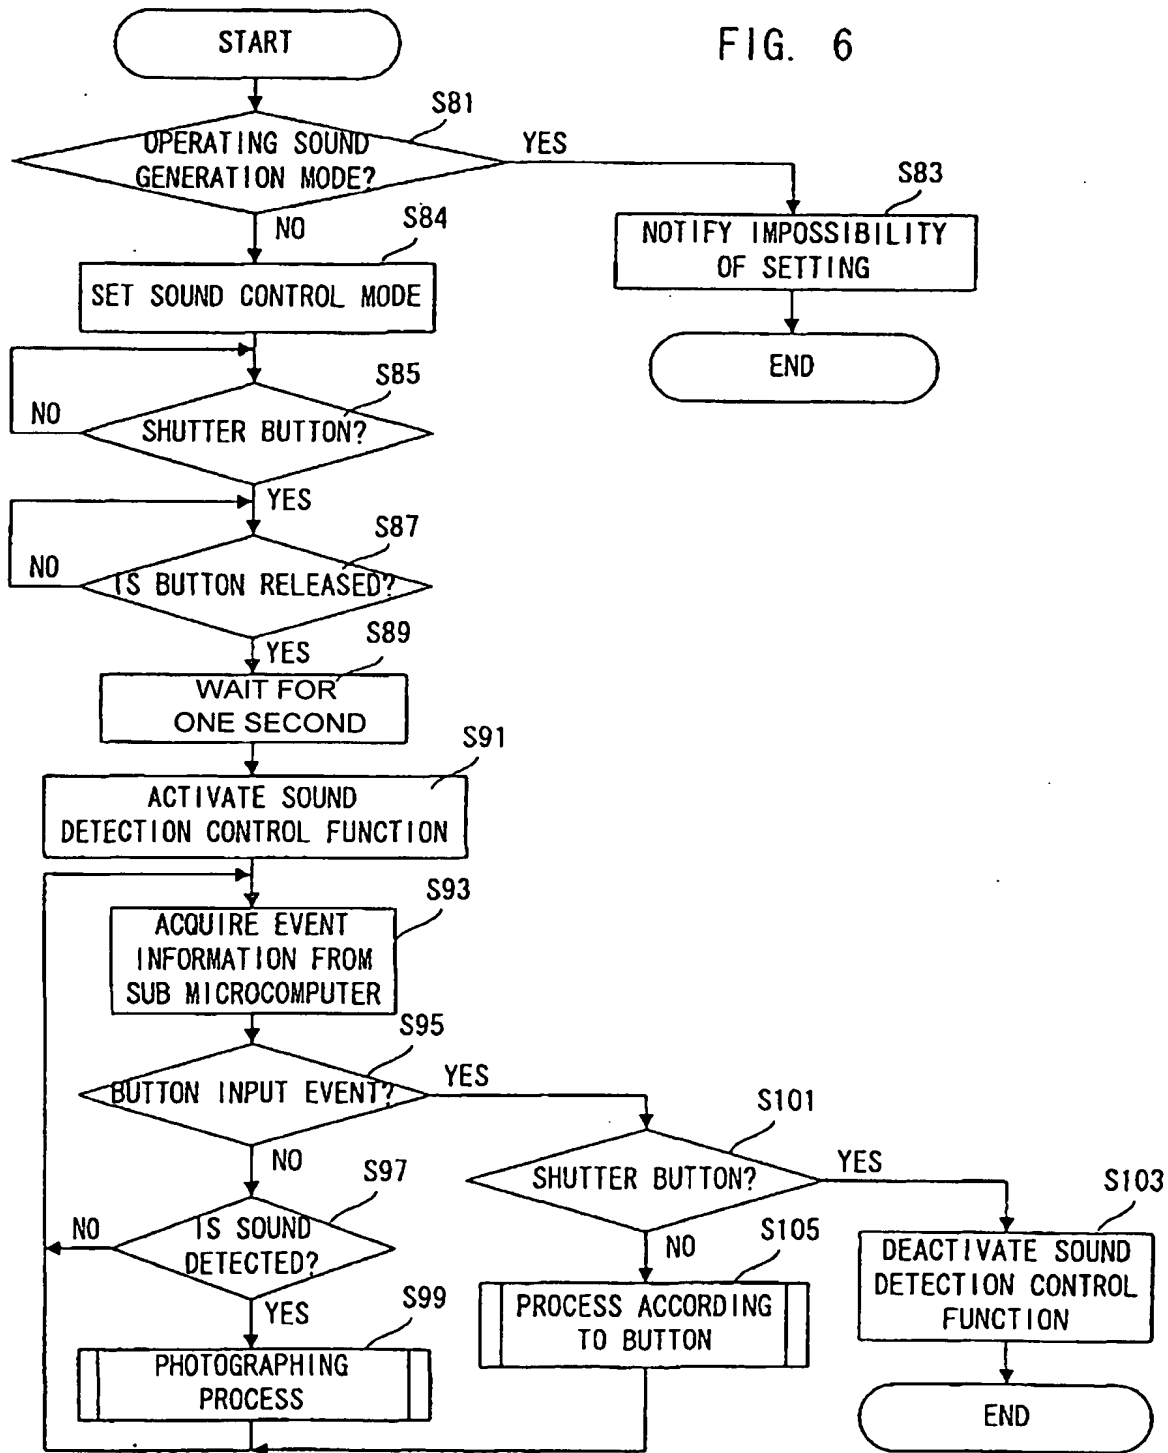 START
FIG. 6
S81
OPERATING SOUND
GENERATION MODE?
YES
NO
S83
NOTIFY IMPOSSIBILITY
OF SETTING
END
S84
SET SOUND CONTROL MODE
S85
SHUTTER BUTTON?
NO
YES
S87
IS BUTTON RELEASED?
NO
YES
S89
WAIT FOR
ONE SECOND
S91
ACTIVATE SOUND
DETECTION CONTROL FUNCTION
S93
ACQUIRE EVENT
INFORMATION FROM
SUB MICROCOMPUTER
S95
BUTTON INPUT EVENT?
YES
NO
S97
IS SOUND
DETECTED?
NO
YES
S99
PHOTOGRAPHING
PROCESS
S101
SHUTTER BUTTON?
YES
NO
S105
PROCESS ACCORDING
TO BUTTON
S103
DEACTIVATE SOUND
DETECTION CONTROL
FUNCTION
END